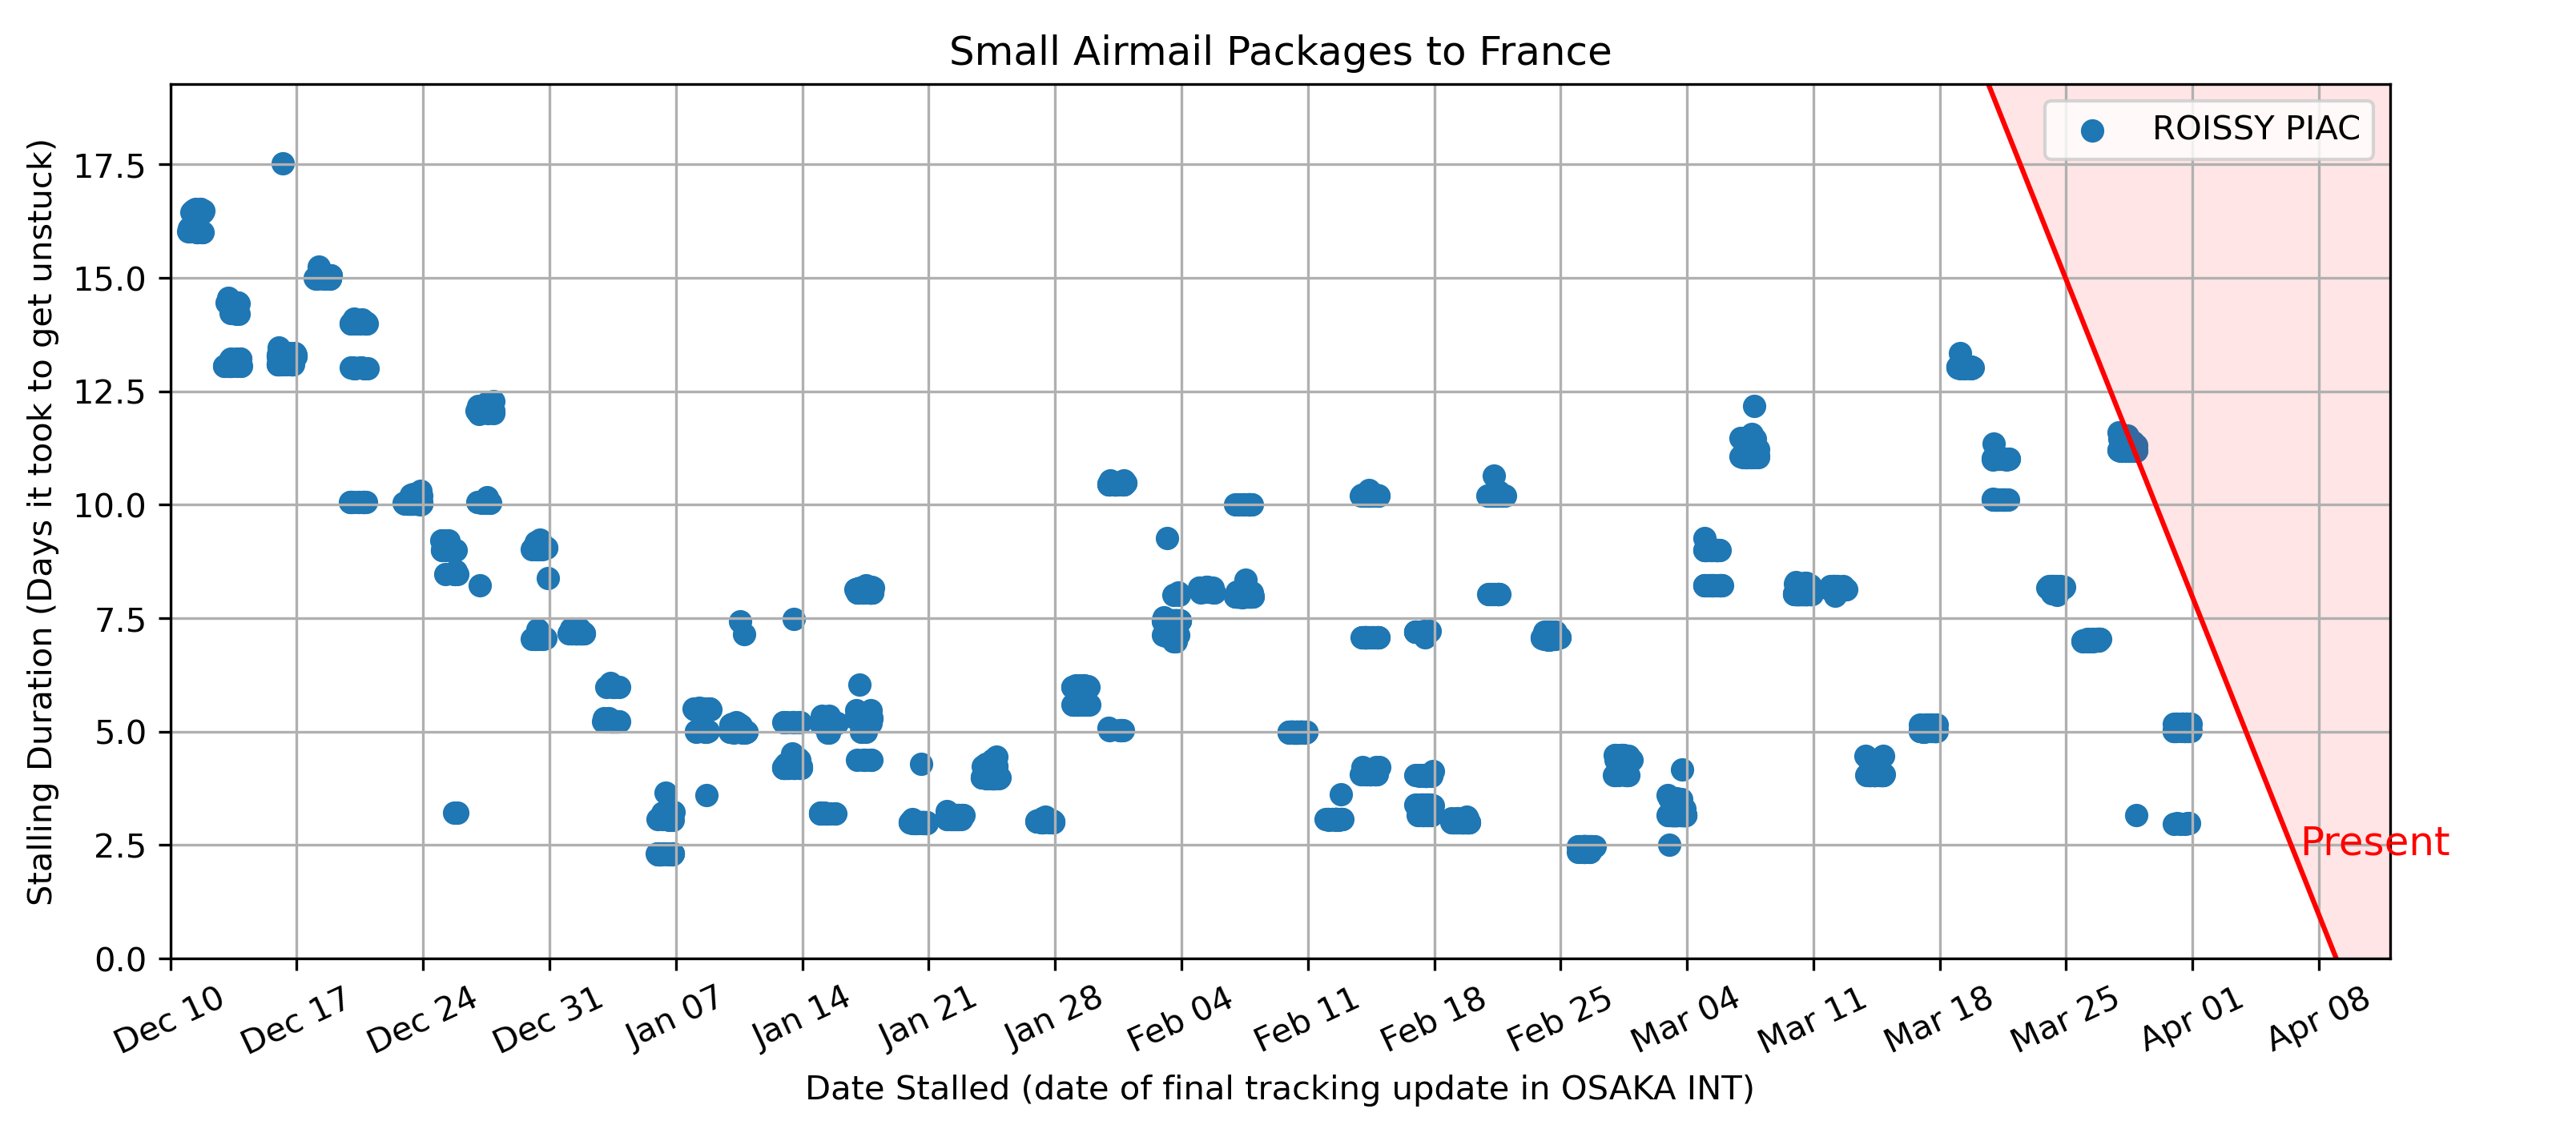 Small Airmail Packages to France
ROISSY PIAC
Stalling Duration (Days it took to get unstuck)
17.5
15.0
12.5
10.0
7.5
5.0
2.5
0.0
Present
Dec 10 Dec 17 Dec 24 Dec 31 Jan 07 Jan 14 Jan 21 Jan 28 Feb 04 Feb 11 Feb 18 Feb 25 Mar 04 Mar 11 Mar 18 Mar 25 Apr 01 Apr 08
Date Stalled (date of final tracking update in OSAKA INT)